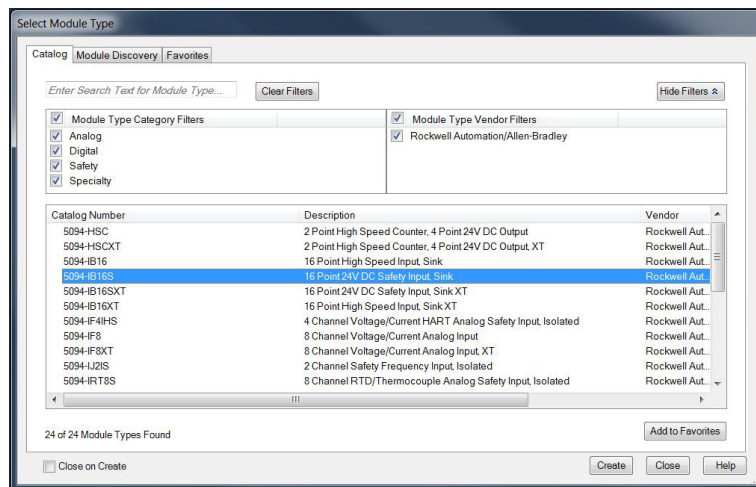 Select Module Type
Catalog Module Discovery Favorites
Enter Search Text for Module Type... Clear Filters Hide Filters
Module Type Category Filters Module Type Vendor Filters
Analog Rockwell Automation/Allen-Bradley
Digital
Safety
Specialty
Catalog Number Description Vendor
5094-HSC 2 Point High Speed Counter, 4 Point 24V DC Output Rockwell Aut...
5094-HSCXT 2 Point High Speed Counter, 4 Point 24V DC Output, XT Rockwell Aut...
5094-IB16 16 Point High Speed Input, Sink Rockwell Aut...
5094-IB16S 16 Point 24V DC Safety Input, Sink Rockwell Aut...
5094-IB16SXT 16 Point 24V DC Safety Input, Sink XT Rockwell Aut...
5094-IB16XT 16 Point High Speed Input, Sink XT Rockwell Aut...
5094-IF4IHS 4 Channel Voltage/Current HART Analog Safety Input, Isolated Rockwell Aut...
5094-IF8 8 Channel Voltage/Current Analog Input Rockwell Aut...
5094-IF8XT 8 Channel Voltage/Current Analog Input, XT Rockwell Aut...
5094-IJ2IS 2 Channel Safety Frequency Input, Isolated Rockwell Aut...
5094-IRT8S 8 Channel RTD/Thermocouple Analog Safety Input, Isolated Rockwell Aut...
24 of 24 Module Types Found Add to Favorites
Close on Create Create Close Help